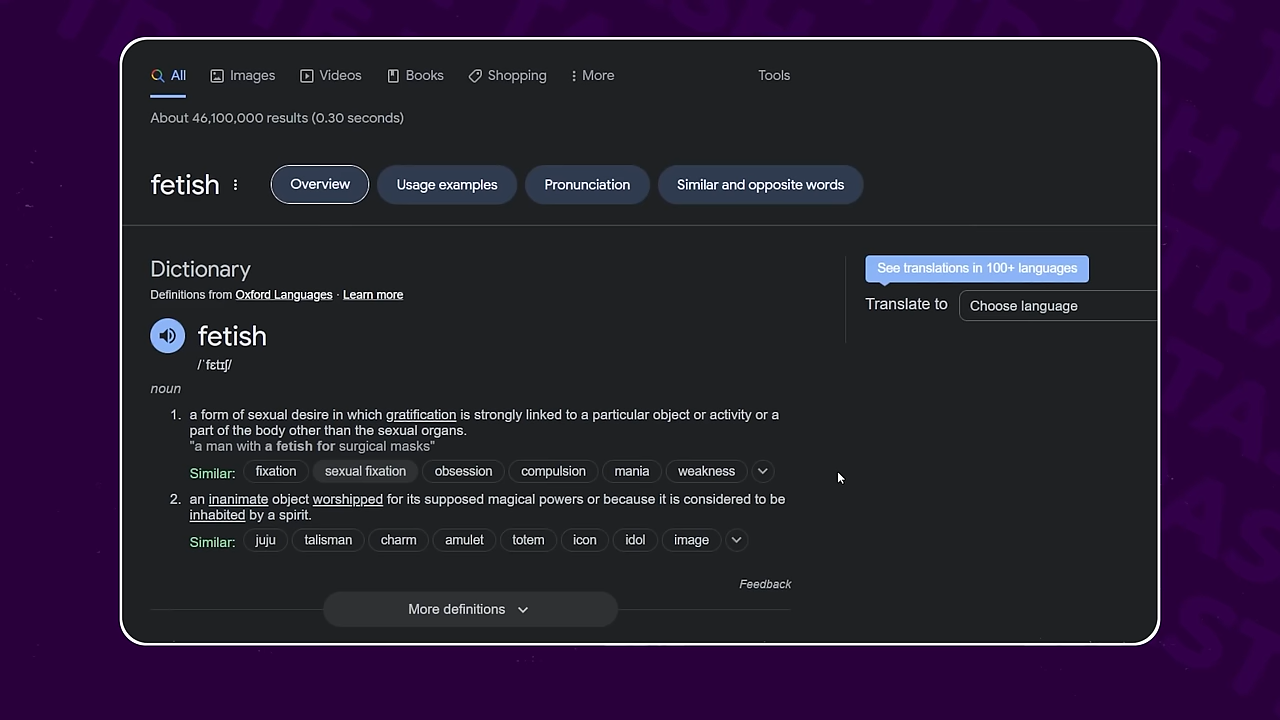 All Images Videos Books Shopping More Tools
About 46,100,000 results (0.30 seconds)
fetish Overview Usage examples Pronunciation Similar and opposite words
Dictionary
Definitions from Oxford Languages · Learn more
fetish
/ˈfɛtɪʃ/
noun
1. a form of sexual desire in which gratification is strongly linked to a particular object or activity or a
part of the body other than the sexual organs.
"a man with a fetish for surgical masks"
Similar: fixation sexual fixation obsession compulsion mania weakness
2. an inanimate object worshipped for its supposed magical powers or because it is considered to be
inhabited by a spirit.
Similar: juju talisman charm amulet totem icon idol image
Feedback
More definitions
See translations in 100+ languages
Translate to Choose language